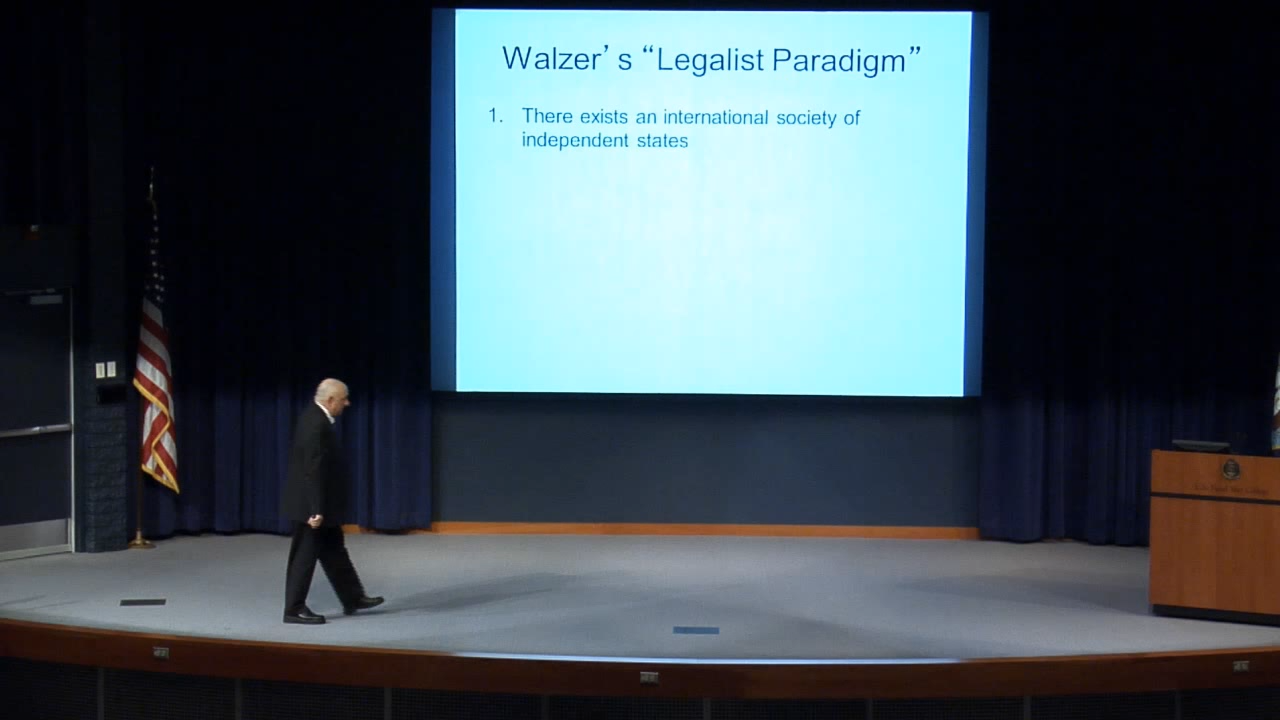 Walzer’s “Legalist Paradigm”
1. There exists an international society of
independent states